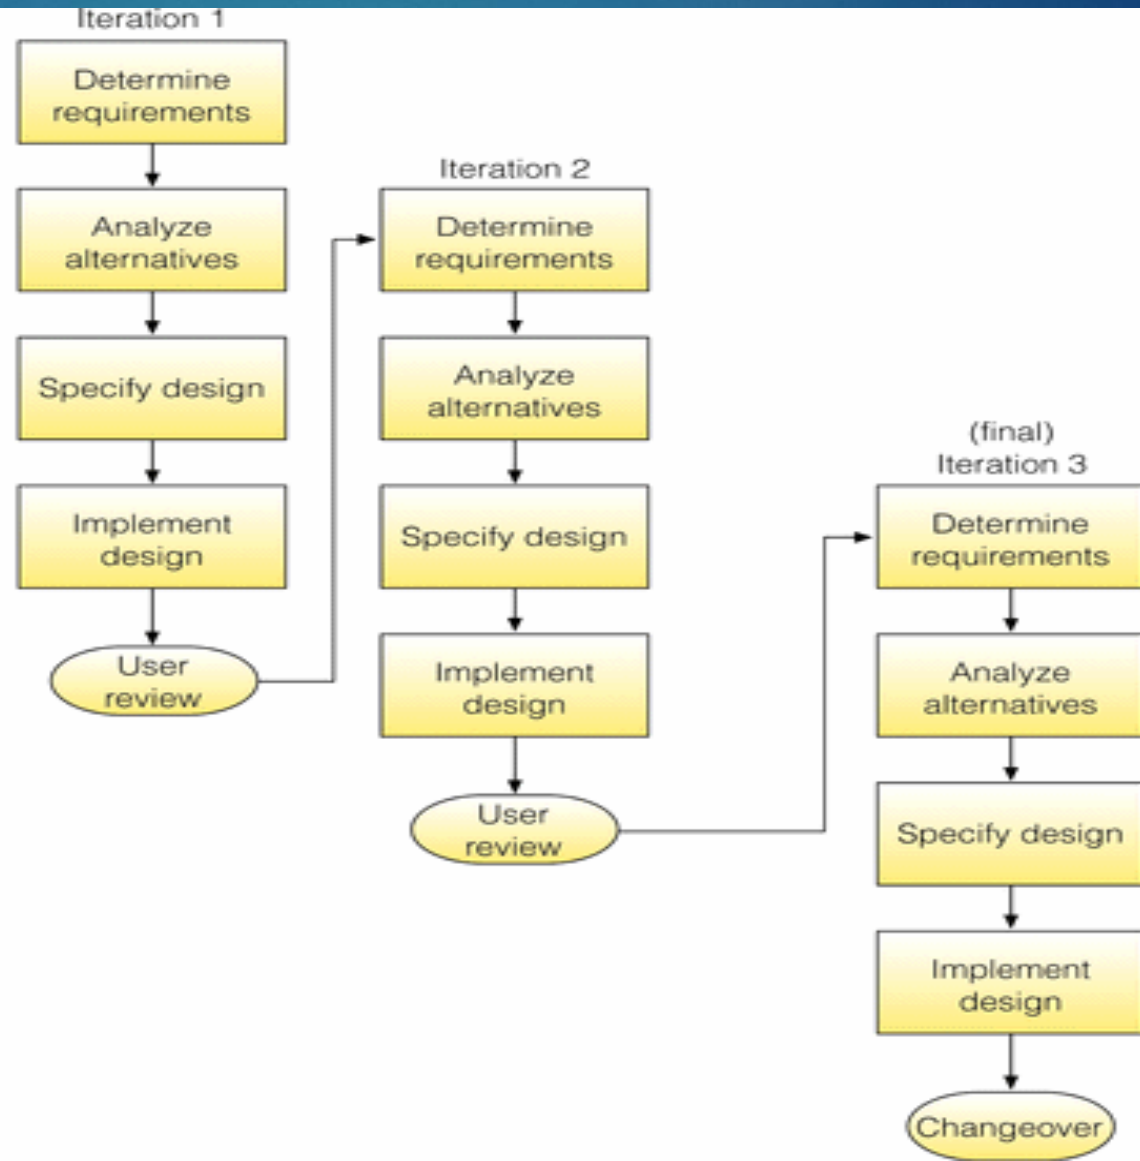 Iteration 1
Determine
requirements
Analyze
alternatives
Specify design
Implement
design
User
review
Iteration 2
Determine
requirements
Analyze
alternatives
Specify design
Implement
design
User
review
(final)
Iteration 3
Determine
requirements
Analyze
alternatives
Specify design
Implement
design
Changeover